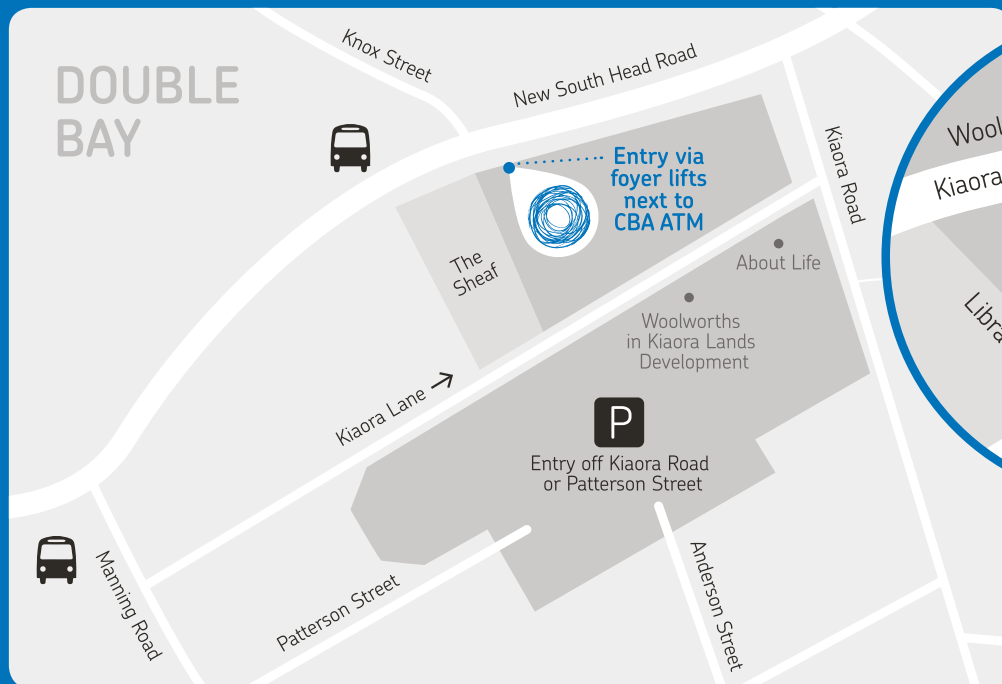 DOUBLE
BAY
Knox Street
New South Head Road
Kiaora Road
Entry via
foyer lifts
next to
CBA ATM
The
Sheaf
About Life
Woolworths
in Kiaora Lands
Development
Kiaora Lane
P
Entry off Kiaora Road
or Patterson Street
Manning Road
Patterson Street
Anderson Street
Kiaora